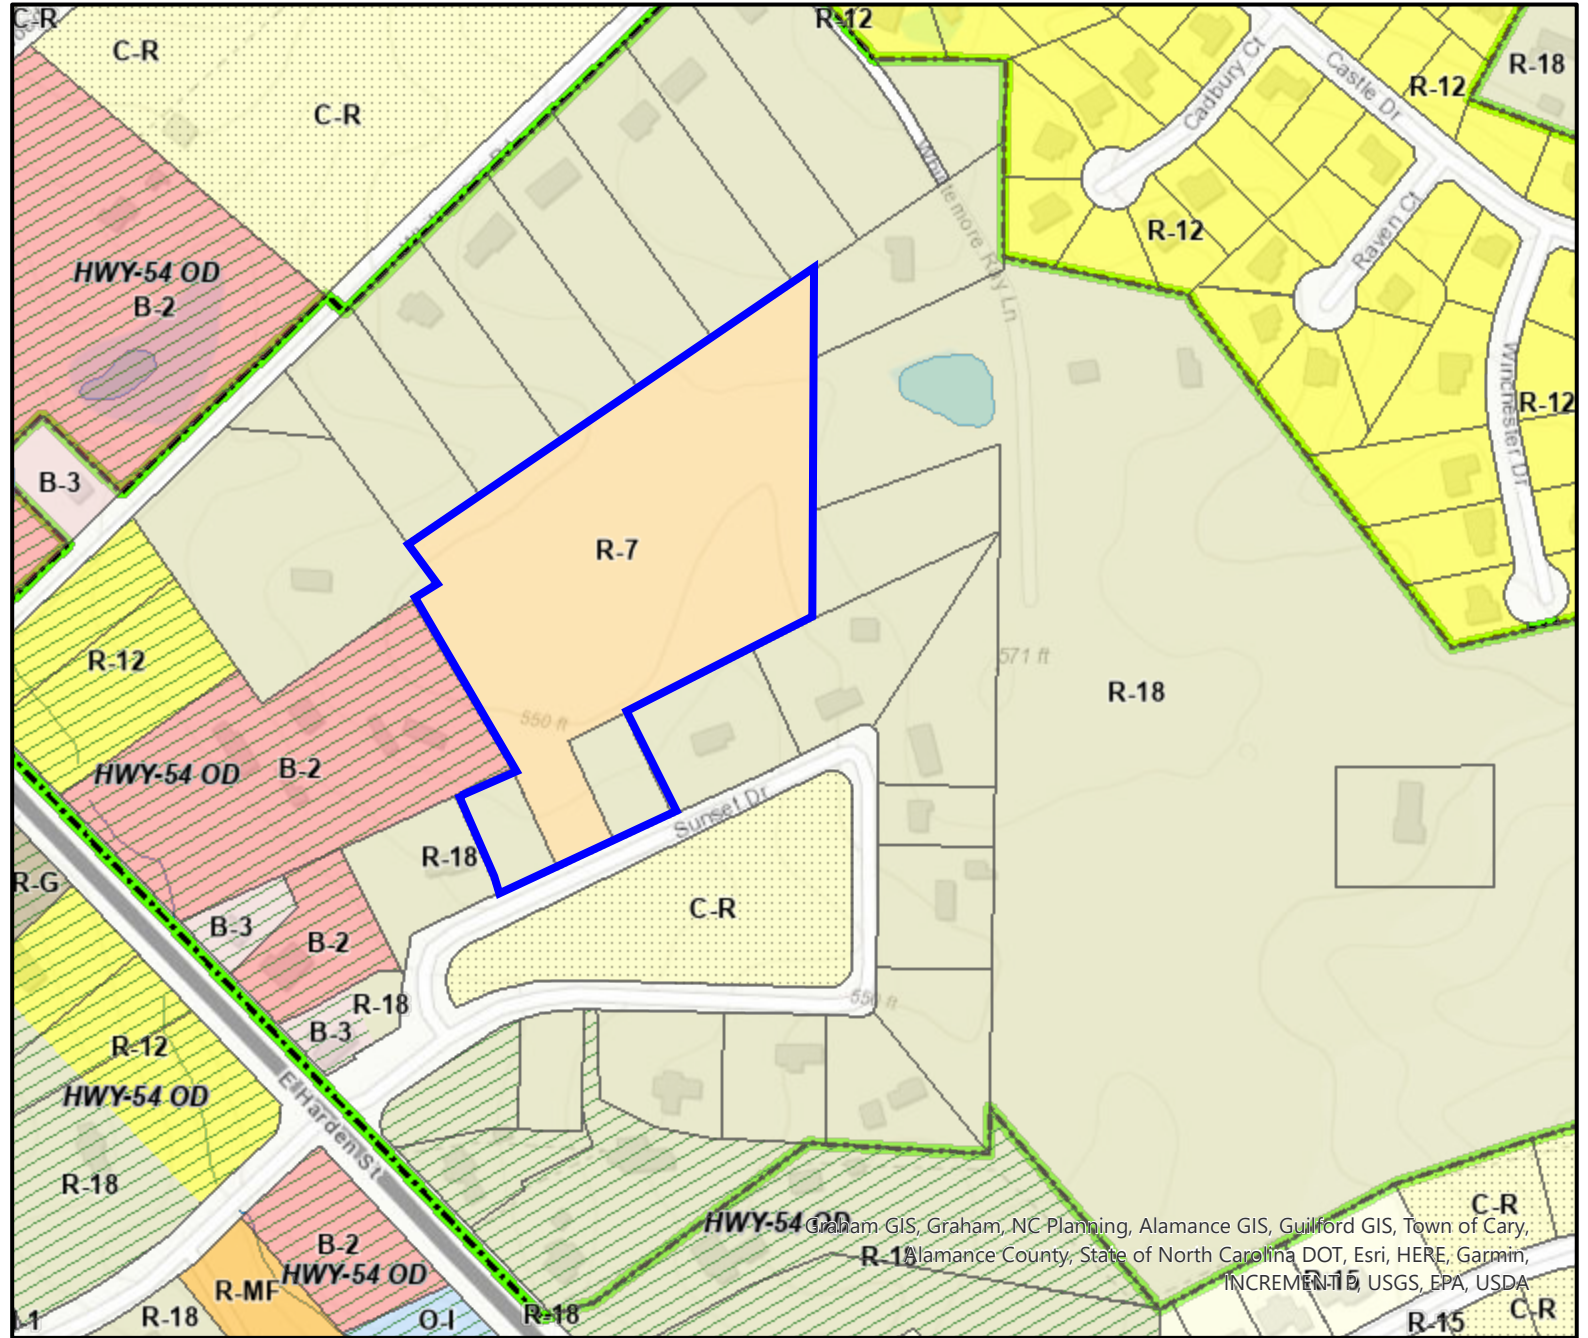 C-R
R-12
C-R
R-18
Castle Dr
R-12
Cadbury Ct
C-R
Whittemore Ray Ln
R-12
Raven Ct
HWY-54 OD
B-2
Winchester Dr
R-12
B-3
R-7
571 ft
R-12
R-18
550 ft
B-2
HWY-54 OD
Sunset Dr
R-18
R-G
C-R
B-3
B-2
R-18
550 ft
B-3
R-12
HWY-54 OD
E Harden St
R-18
C-R
HWY-54 OD
Graham GIS, Graham, NC Planning, Alamance GIS, Guilford GIS, Town of Cary,
B-2
Alamance County, State of North Carolina DOT, Esri, HERE, Garmin,
HWY-54 OD
R-15
INCREMENT P, USGS, EPA, USDA
R-MF
R-18
O-I
R-18
R-15
C-R